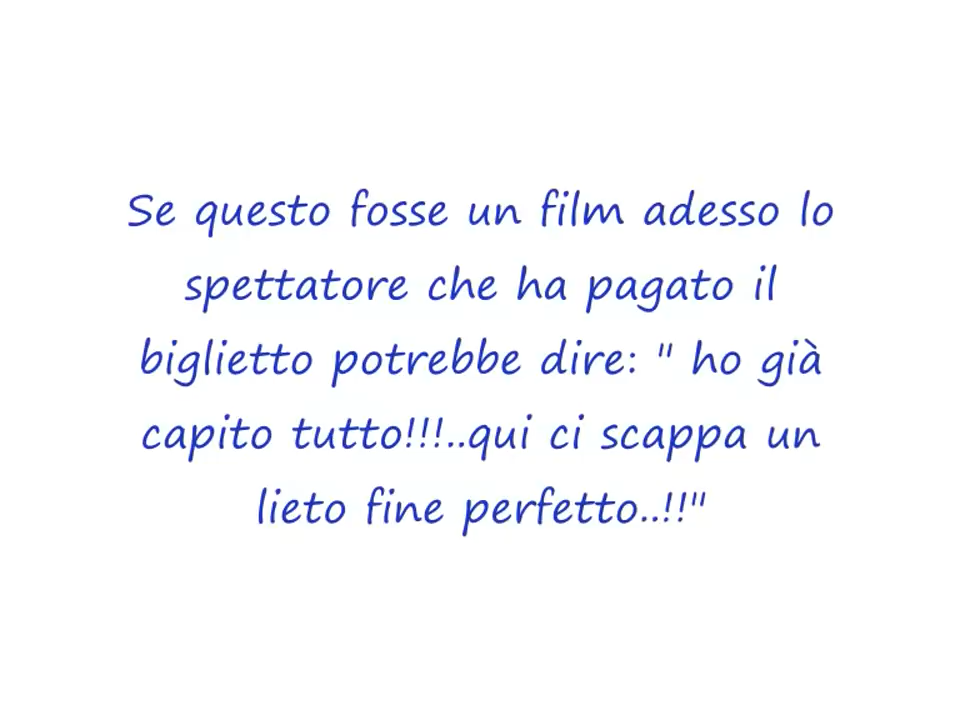 Se questo fosse un film adesso lo
spettatore che ha pagato il
biglietto potrebbe dire: " ho già
capito tutto!!!..qui ci scappa un
lieto fine perfetto..!!"